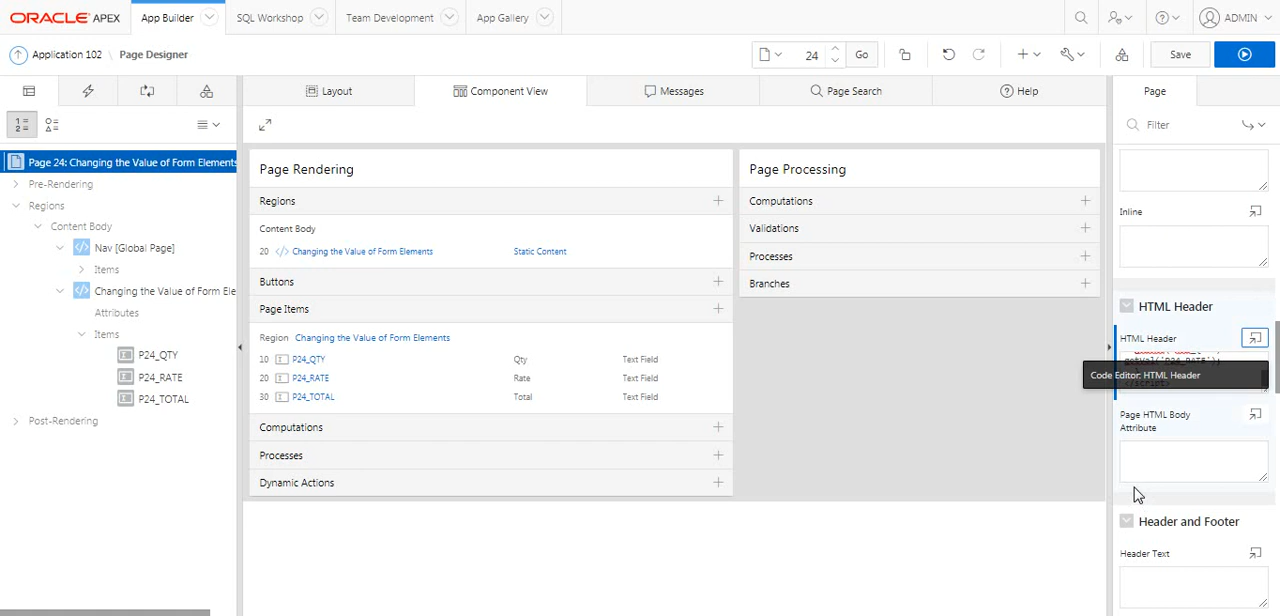 ORACLE APEX
App Builder
SQL Workshop
Team Development
App Gallery
ADMIN
Application 102 \ Page Designer
24
Go
Save
Layout
Component View
Messages
Page Search
Help
Page
Filter
Page 24: Changing the Value of Form Elements
Pre-Rendering
Regions
Content Body
Nav [Global Page]
Items
Changing the Value of Form Ele
Attributes
Items
P24_QTY
P24_RATE
P24_TOTAL
Post-Rendering
Page Rendering
Regions
Content Body
20 Changing the Value of Form Elements Static Content
Buttons
Page Items
Region Changing the Value of Form Elements
10 P24_QTY Qty Text Field
20 P24_RATE Rate Text Field
30 P24_TOTAL Total Text Field
Computations
Processes
Dynamic Actions
Page Processing
Computations
Validations
Processes
Branches
Inline
HTML Header
HTML Header
Code Editor: HTML Header
Page HTML Body
Attribute
Header and Footer
Header Text